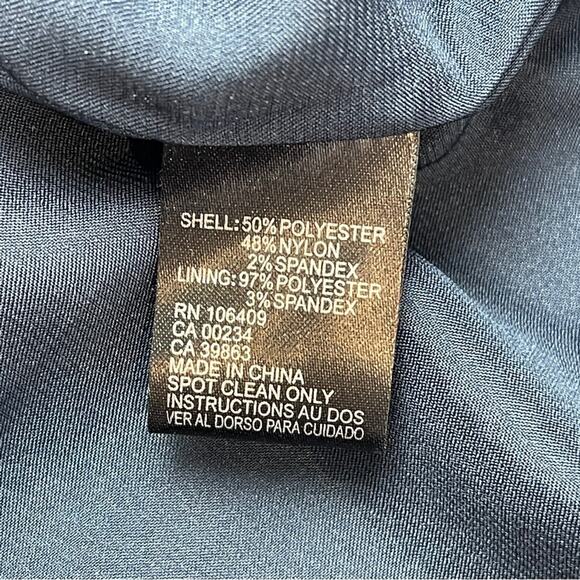 SHELL: 50% POLYESTER
48% NYLON
2% SPANDEX
LINING: 97% POLYESTER
3% SPANDEX
RN 106409
CA 00234
CA 39863
MADE IN CHINA
SPOT CLEAN ONLY
INSTRUCTIONS AU DOS
VER AL DORSO PARA CUIDADO